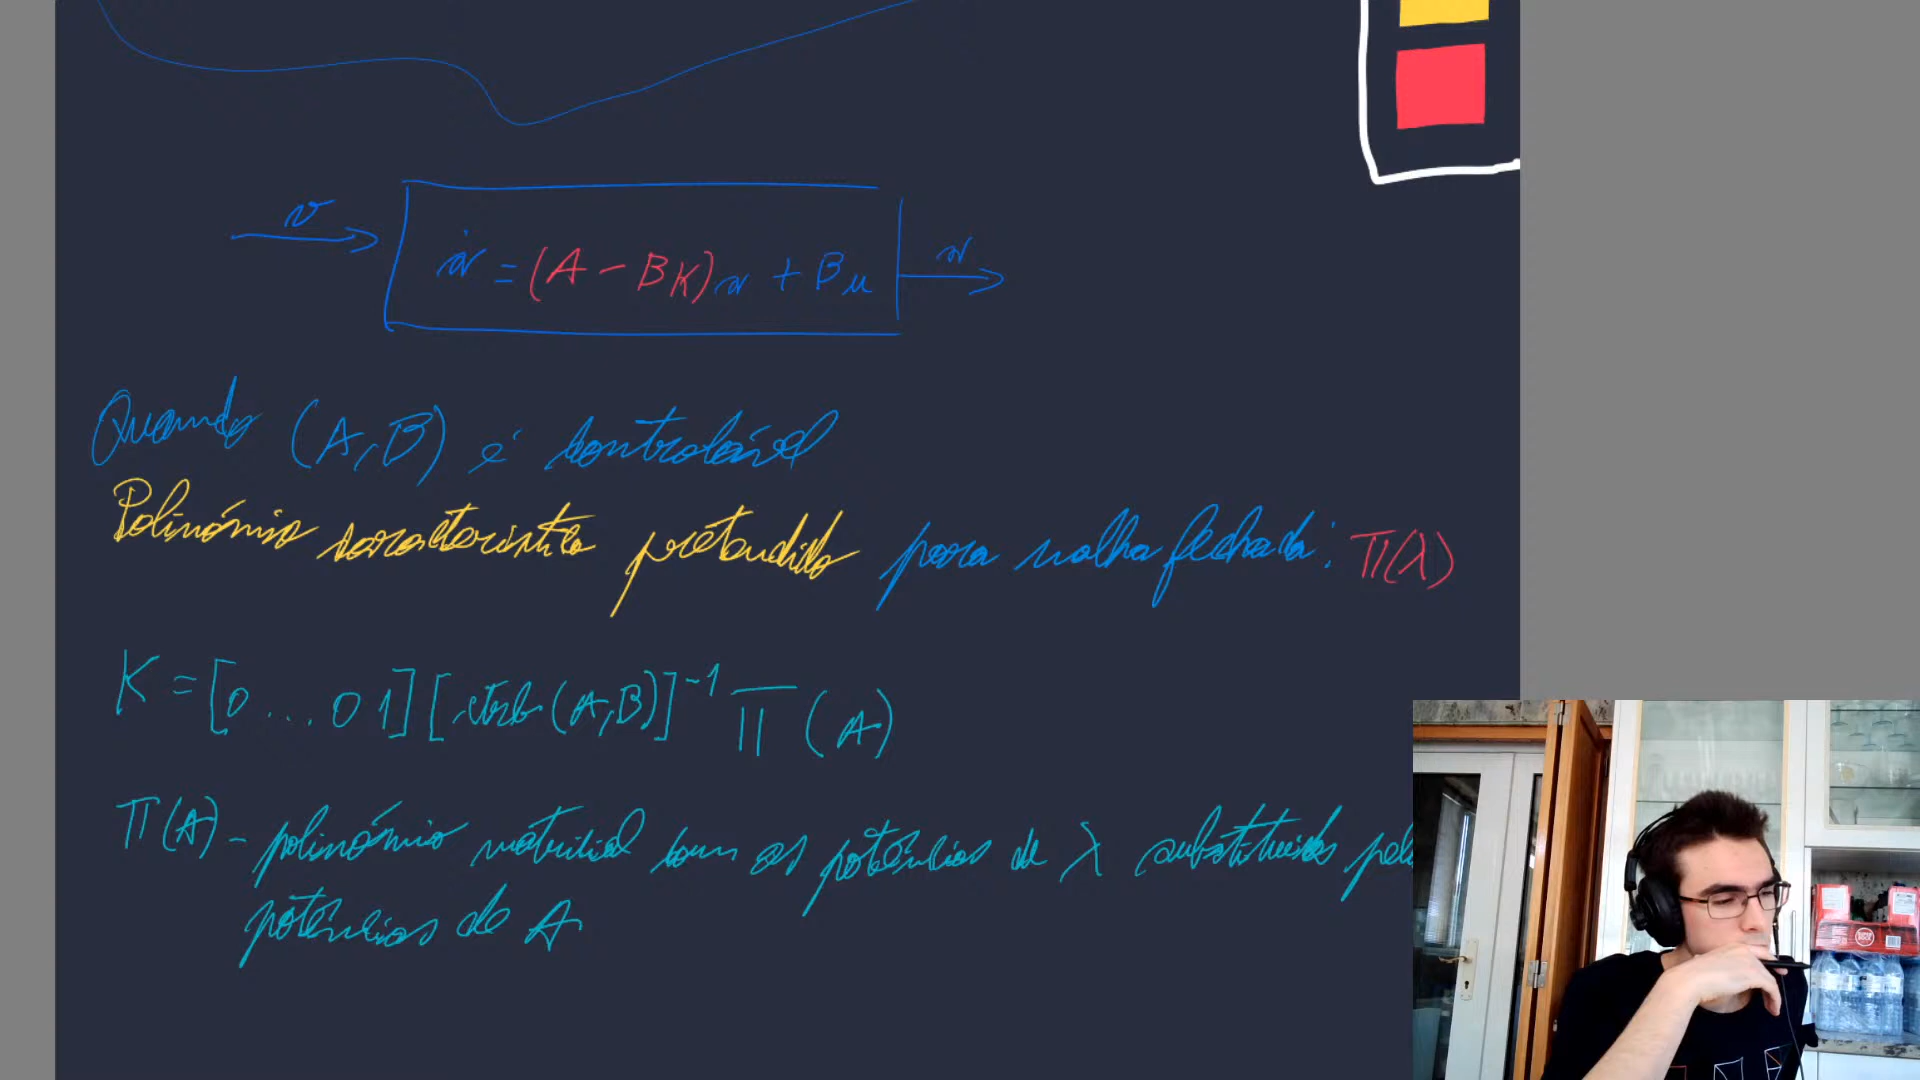 v
ẋ = (A - BK)x + Bu
x
Quando (A,B) é controlável
Polinómio característico pretendido para malha fechada: Π(λ)
K = [0 ... 0 1] [ctrb(A,B)]⁻¹ Π(A)
Π(A) - polinómio matricial com as potências de λ substituídas pel
potências de A